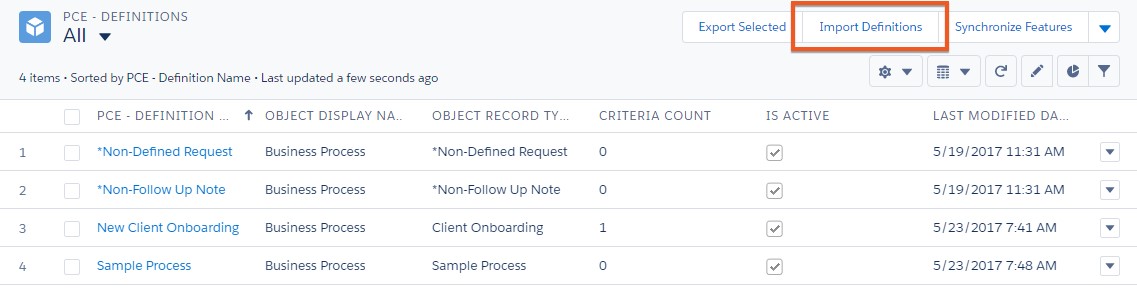 PCE - DEFINITIONS
All
Export Selected Import Definitions Synchronize Features
4 items • Sorted by PCE - Definition Name • Last updated a few seconds ago
PCE - DEFINITION ... OBJECT DISPLAY NA... OBJECT RECORD TY... CRITERIA COUNT IS ACTIVE LAST MODIFIED DA...
1 *Non-Defined Request Business Process *Non-Defined Request 0 5/19/2017 11:31 AM
2 *Non-Follow Up Note Business Process *Non-Follow Up Note 0 5/19/2017 11:31 AM
3 New Client Onboarding Business Process Client Onboarding 1 5/23/2017 7:41 AM
4 Sample Process Business Process Sample Process 0 5/23/2017 7:48 AM